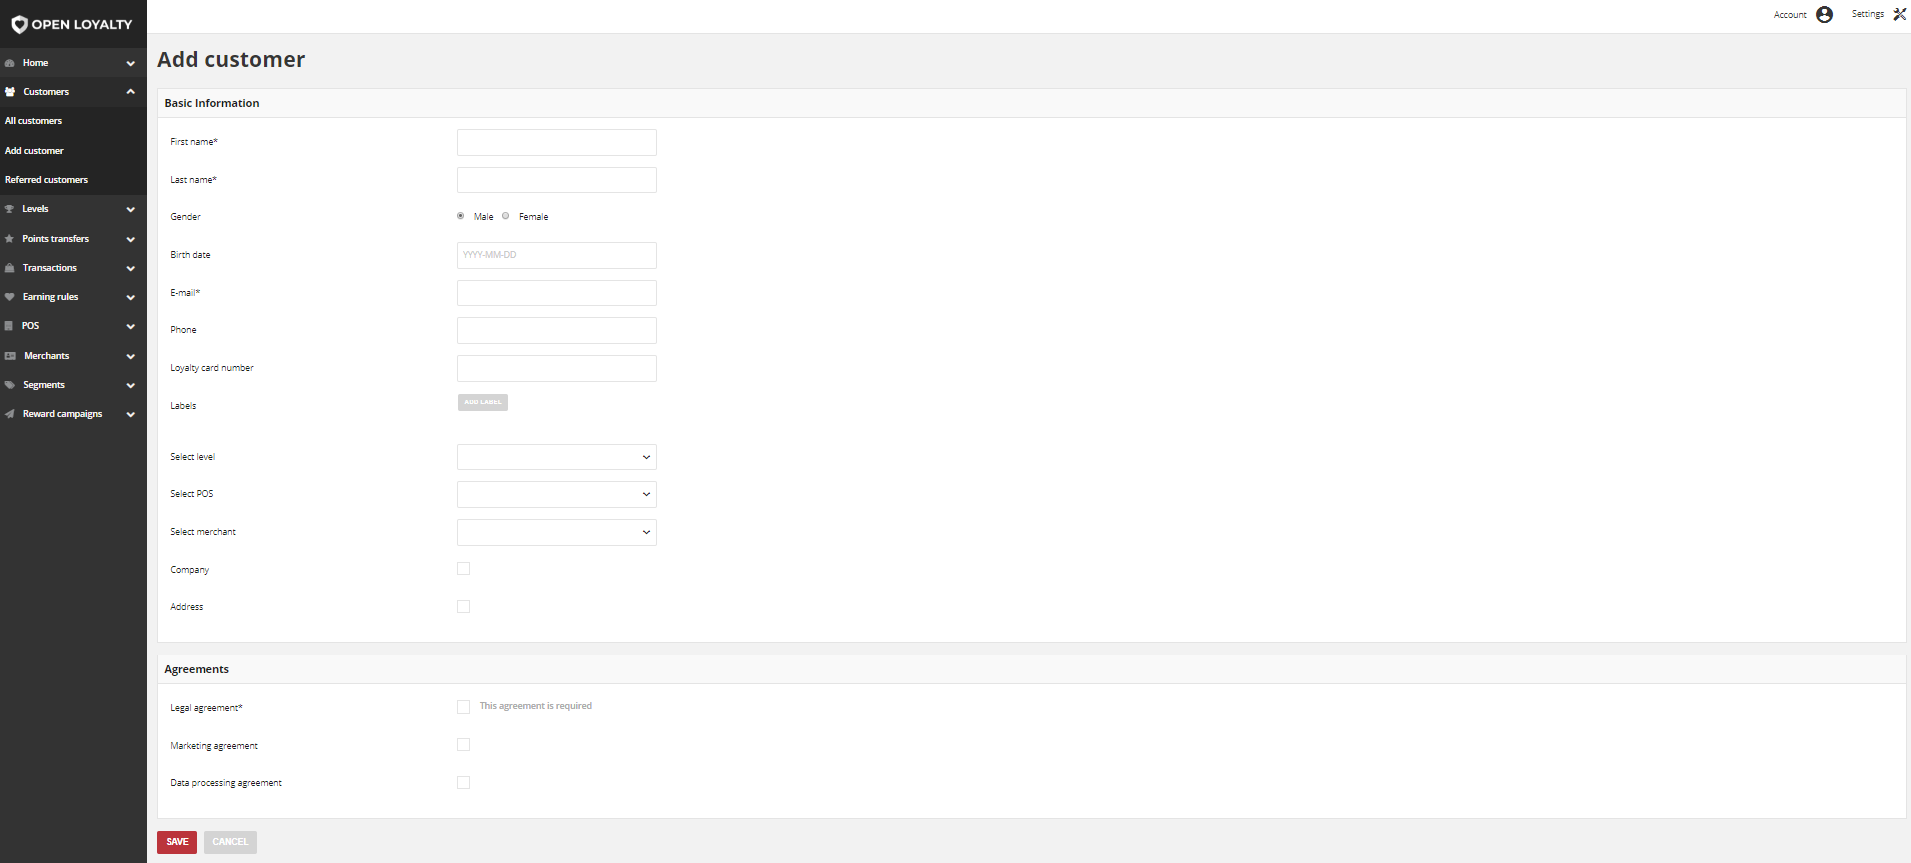 OPEN LOYALTY
Account
Settings
Home
Customers
All customers
Add customer
Referred customers
Levels
Points transfers
Transactions
Earning rules
POS
Merchants
Segments
Reward campaigns
Add customer
Basic Information
First name*
Last name*
Gender
Male
Female
Birth date
YYYY-MM-DD
E-mail*
Phone
Loyalty card number
Labels
ADD LABEL
Select level
Select POS
Select merchant
Company
Address
Agreements
Legal agreement*
This agreement is required
Marketing agreement
Data processing agreement
SAVE
CANCEL